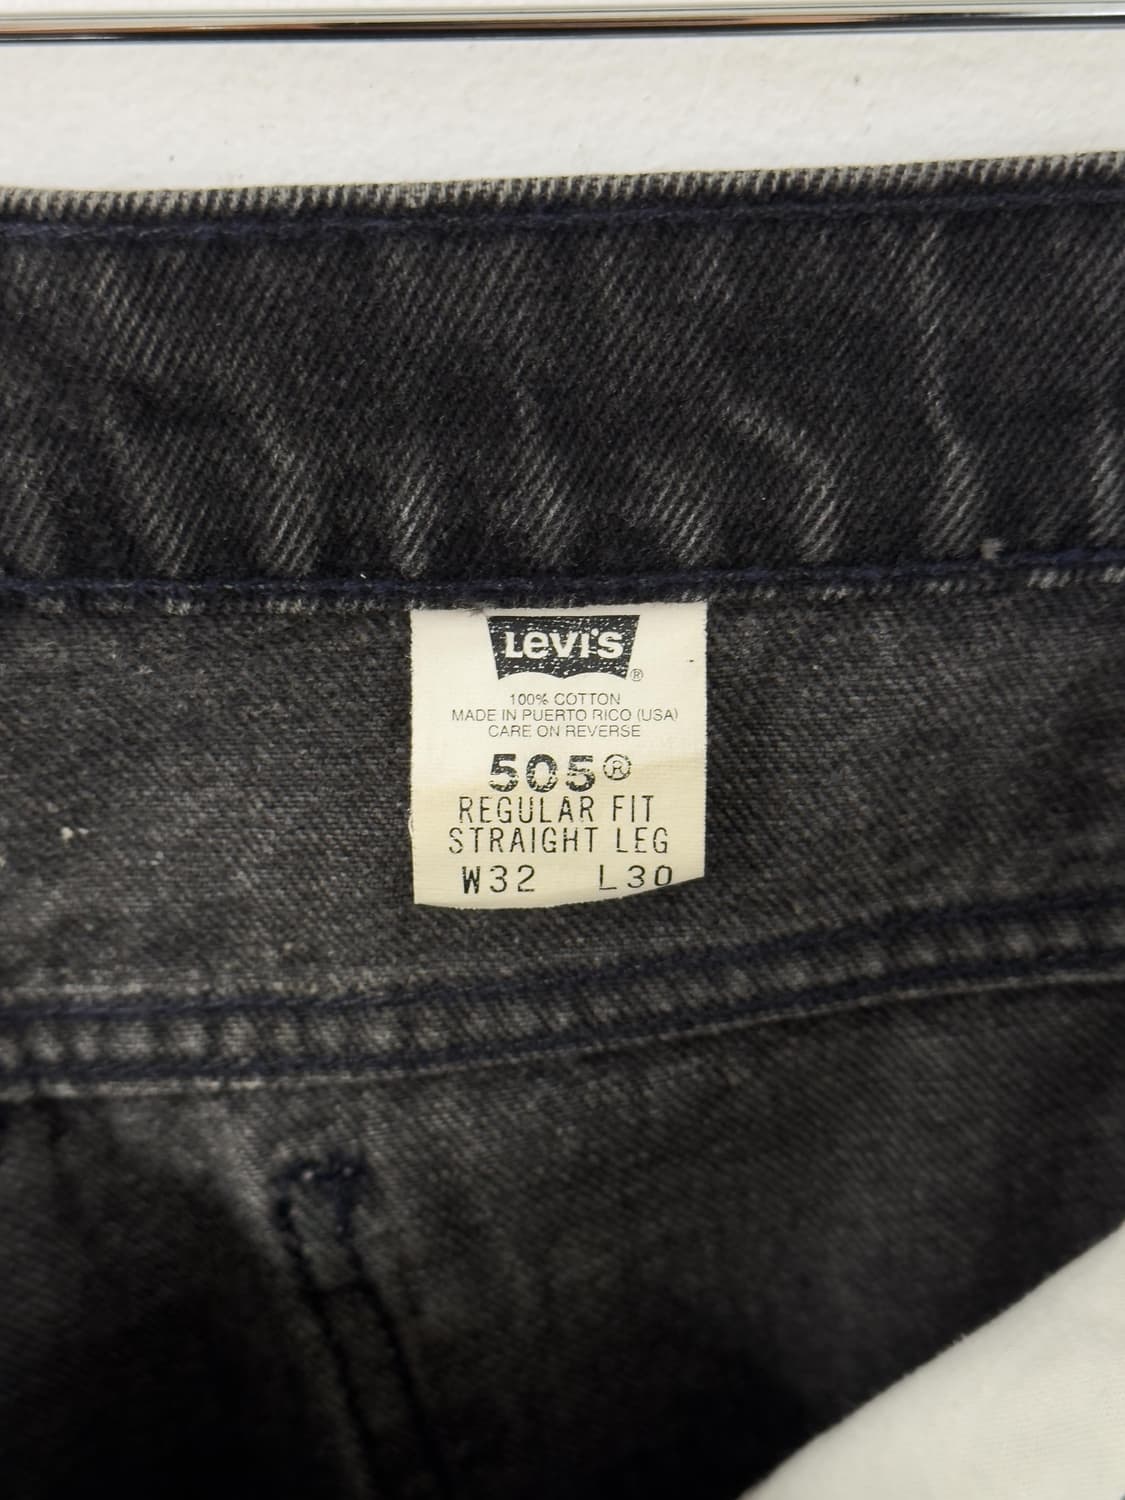 Levi's®
100% COTTON
MADE IN PUERTO RICO (USA)
CARE ON REVERSE
505®
REGULAR FIT
STRAIGHT LEG
W32 L30